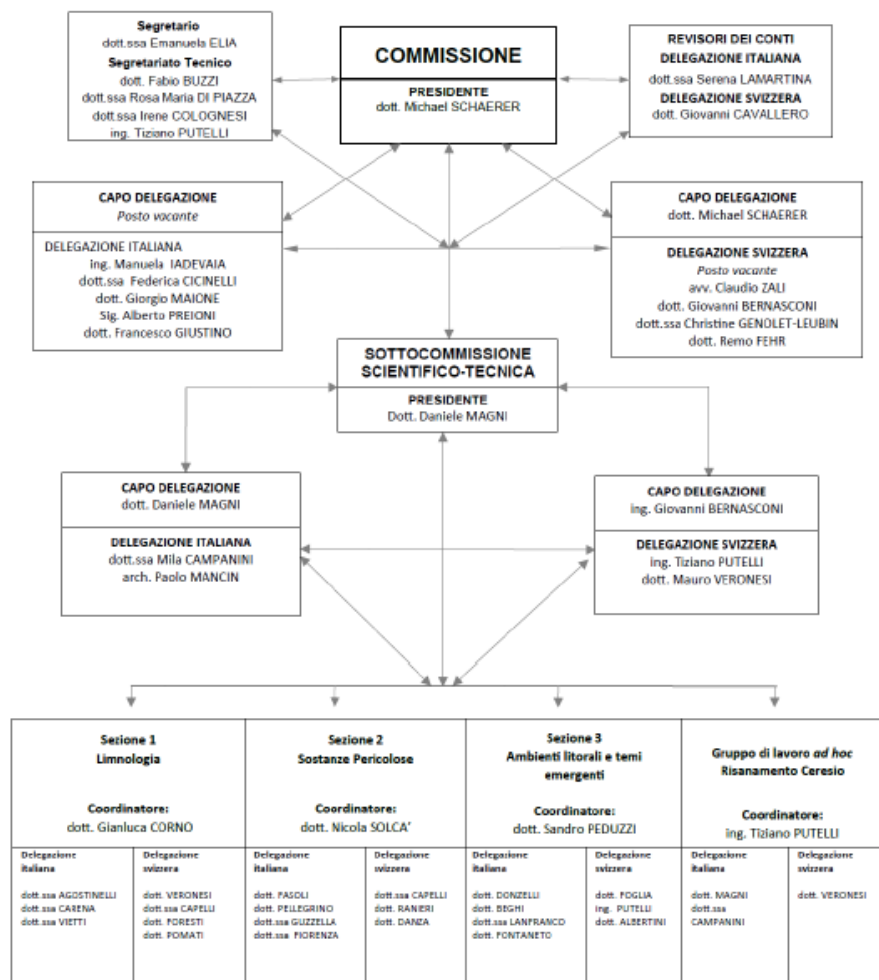 Segretario
dott.ssa Emanuela ELIA
Segretariato Tecnico
dott. Fabio BUZZI
dott.ssa Rosa Maria DI PIAZZA
dott.ssa Irene COLOGNESI
ing. Tiziano PUTELLI
COMMISSIONE
PRESIDENTE
dott. Michael SCHAERER
REVISORI DEI CONTI
DELEGAZIONE ITALIANA
dott.ssa Serena LAMARTINA
DELEGAZIONE SVIZZERA
dott. Giovanni CAVALLERO
CAPO DELEGAZIONE
Posto vacante
DELEGAZIONE ITALIANA
ing. Manuela IADEVAIA
dott.ssa Federica CICINELLI
dott. Giorgio MAIONE
Sig. Alberto PREIONI
dott. Francesco GIUSTINO
CAPO DELEGAZIONE
dott. Michael SCHAERER
DELEGAZIONE SVIZZERA
Posto vacante
avv. Claudio ZALI
dott. Giovanni BERNASCONI
dott.ssa Christine GENOLET-LEUBIN
dott. Remo FEHR
SOTTOCOMMISSIONE
SCIENTIFICO-TECNICA
PRESIDENTE
Dott. Daniele MAGNI
CAPO DELEGAZIONE
dott. Daniele MAGNI
DELEGAZIONE ITALIANA
dott.ssa Mila CAMPANINI
arch. Paolo MANCIN
CAPO DELEGAZIONE
ing. Giovanni BERNASCONI
DELEGAZIONE SVIZZERA
ing. Tiziano PUTELLI
dott. Mauro VERONESI
Sezione 1
Limnologia
Coordinatore:
dott. Gianluca CORNO
Delegazione
italiana
dott.ssa AGOSTINELLI
dott.ssa CARENA
dott.ssa VIETTI
Delegazione
svizzera
dott. VERONESI
dott.ssa CAPELLI
dott. FORESTI
dott. POMATI
Sezione 2
Sostanze Pericolose
Coordinatore:
dott. Nicola SOLCA'
Delegazione
italiana
dott. PASOLI
dott. PELLEGRINO
dott.ssa GUZZELLA
dott.ssa FIORENZA
Delegazione
svizzera
dott.ssa CAPELLI
dott. RANIERI
dott. DANZA
Sezione 3
Ambienti litorali e temi
emergenti
Coordinatore:
dott. Sandro PEDUZZI
Delegazione
italiana
dott. DONZELLI
dott. BEGHI
dott.ssa LANFRANCO
dott. FONTANETO
Delegazione
svizzera
dott. FOGLIA
ing. PUTELLI
dott. ALBERTINI
Gruppo di lavoro ad hoc
Risanamento Ceresio
Coordinatore:
ing. Tiziano PUTELLI
Delegazione
italiana
dott. MAGNI
dott.ssa
CAMPANINI
Delegazione
svizzera
dott. VERONESI